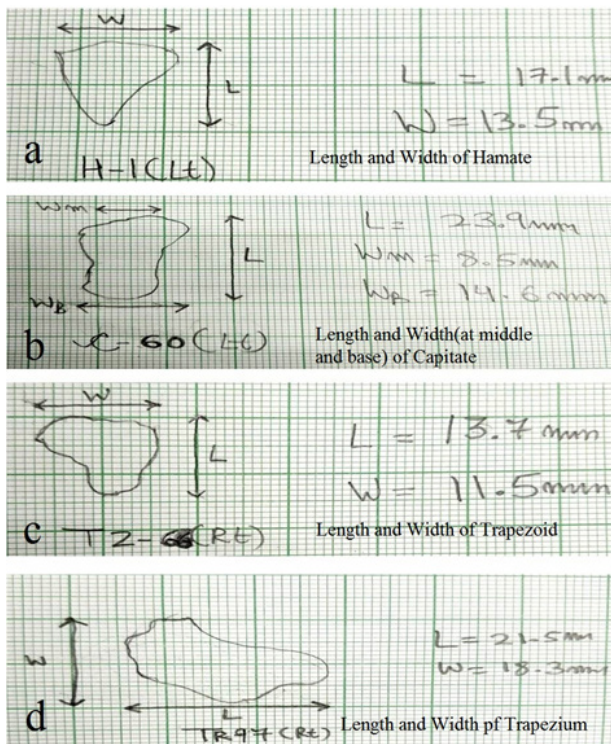 W
L
L = 17.1mm
W = 13.5mm
a
H-1(Lt)
Length and Width of Hamate
Wm
L
L = 23.9mm
Wm = 8.5mm
WB = 14.6mm
WB
b
C-60(Lt)
Length and Width(at middle
and base) of Capitate
W
L
L = 13.7mm
W = 11.5mm
c
TZ- (Rt)
Length and Width of Trapezoid
W
L
L = 21.5mm
W = 18.3mm
d
TR97(Rt)
Length and Width pf Trapezium